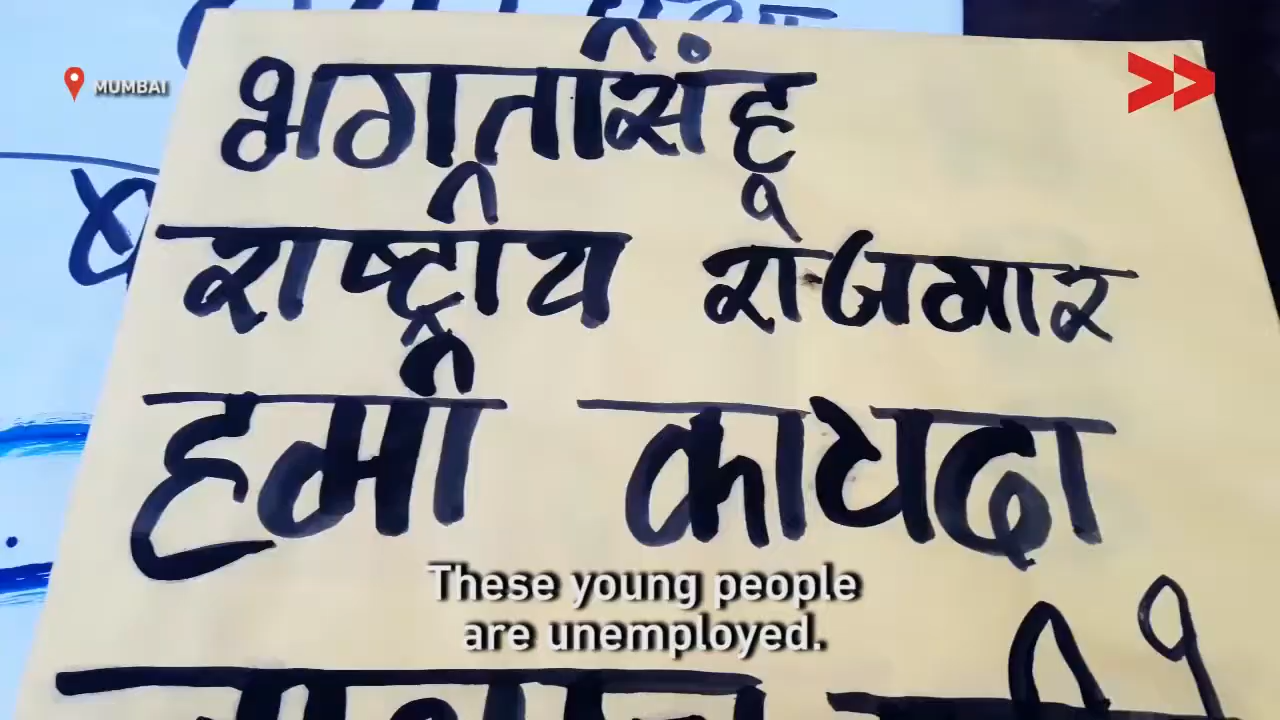 MUMBAI
भगतसिंह
राष्ट्रीय रोजगार
हमी कायदा
These young people
are unemployed.